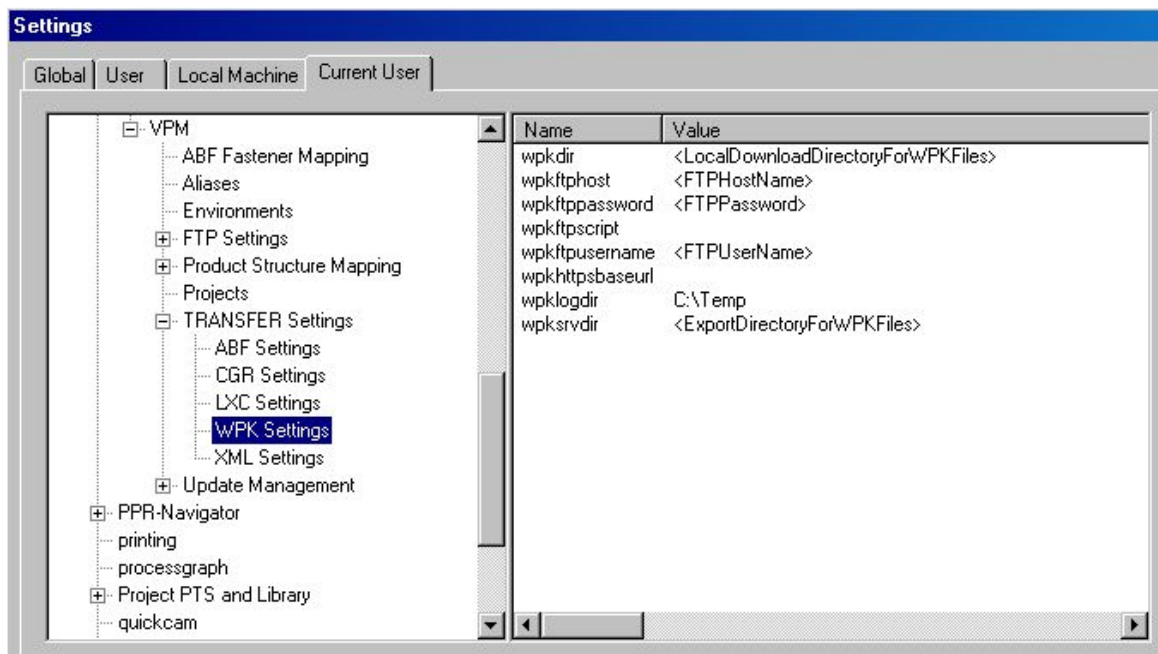 Settings
Global User Local Machine Current User
VPM
ABF Fastener Mapping
Aliases
Environments
FTP Settings
Product Structure Mapping
Projects
TRANSFER Settings
ABF Settings
CGR Settings
LXC Settings
WPK Settings
XML Settings
Update Management
PPR-Navigator
printing
processgraph
Project PTS and Library
quickcam
Name Value
wpkdir <LocalDownloadDirectoryForWPKFiles>
wpkftphost <FTPHostName>
wpkftppassword <FTPPassword>
wpkftpscript
wpkftpusername <FTPUserName>
wpkhttpsbaseurl
wpklogdir C:\Temp
wpksrvdir <ExportDirectoryForWPKFiles>